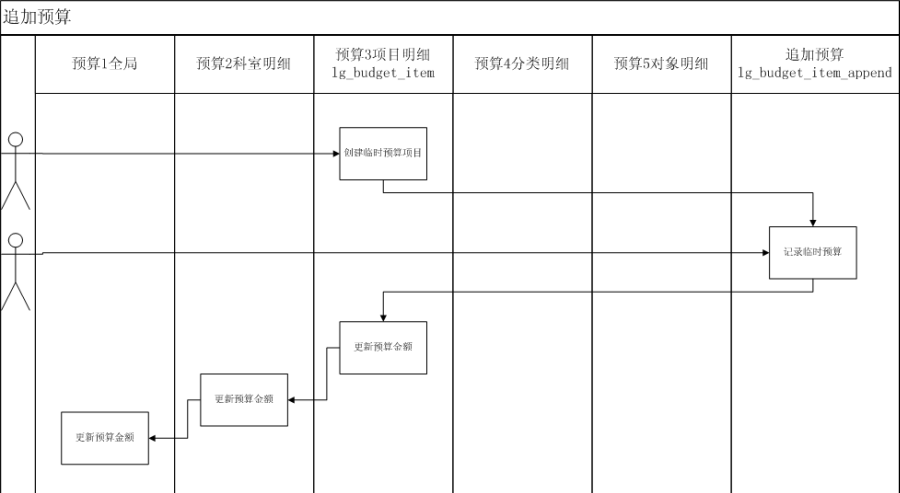 追加预算
预算1全局
预算2科室明细
预算3项目明细
lg_budget_item
预算4分类明细
预算5对象明细
追加预算
lg_budget_item_append
创建临时预算项目
记录临时预算
更新预算金额
更新预算金额
更新预算金额